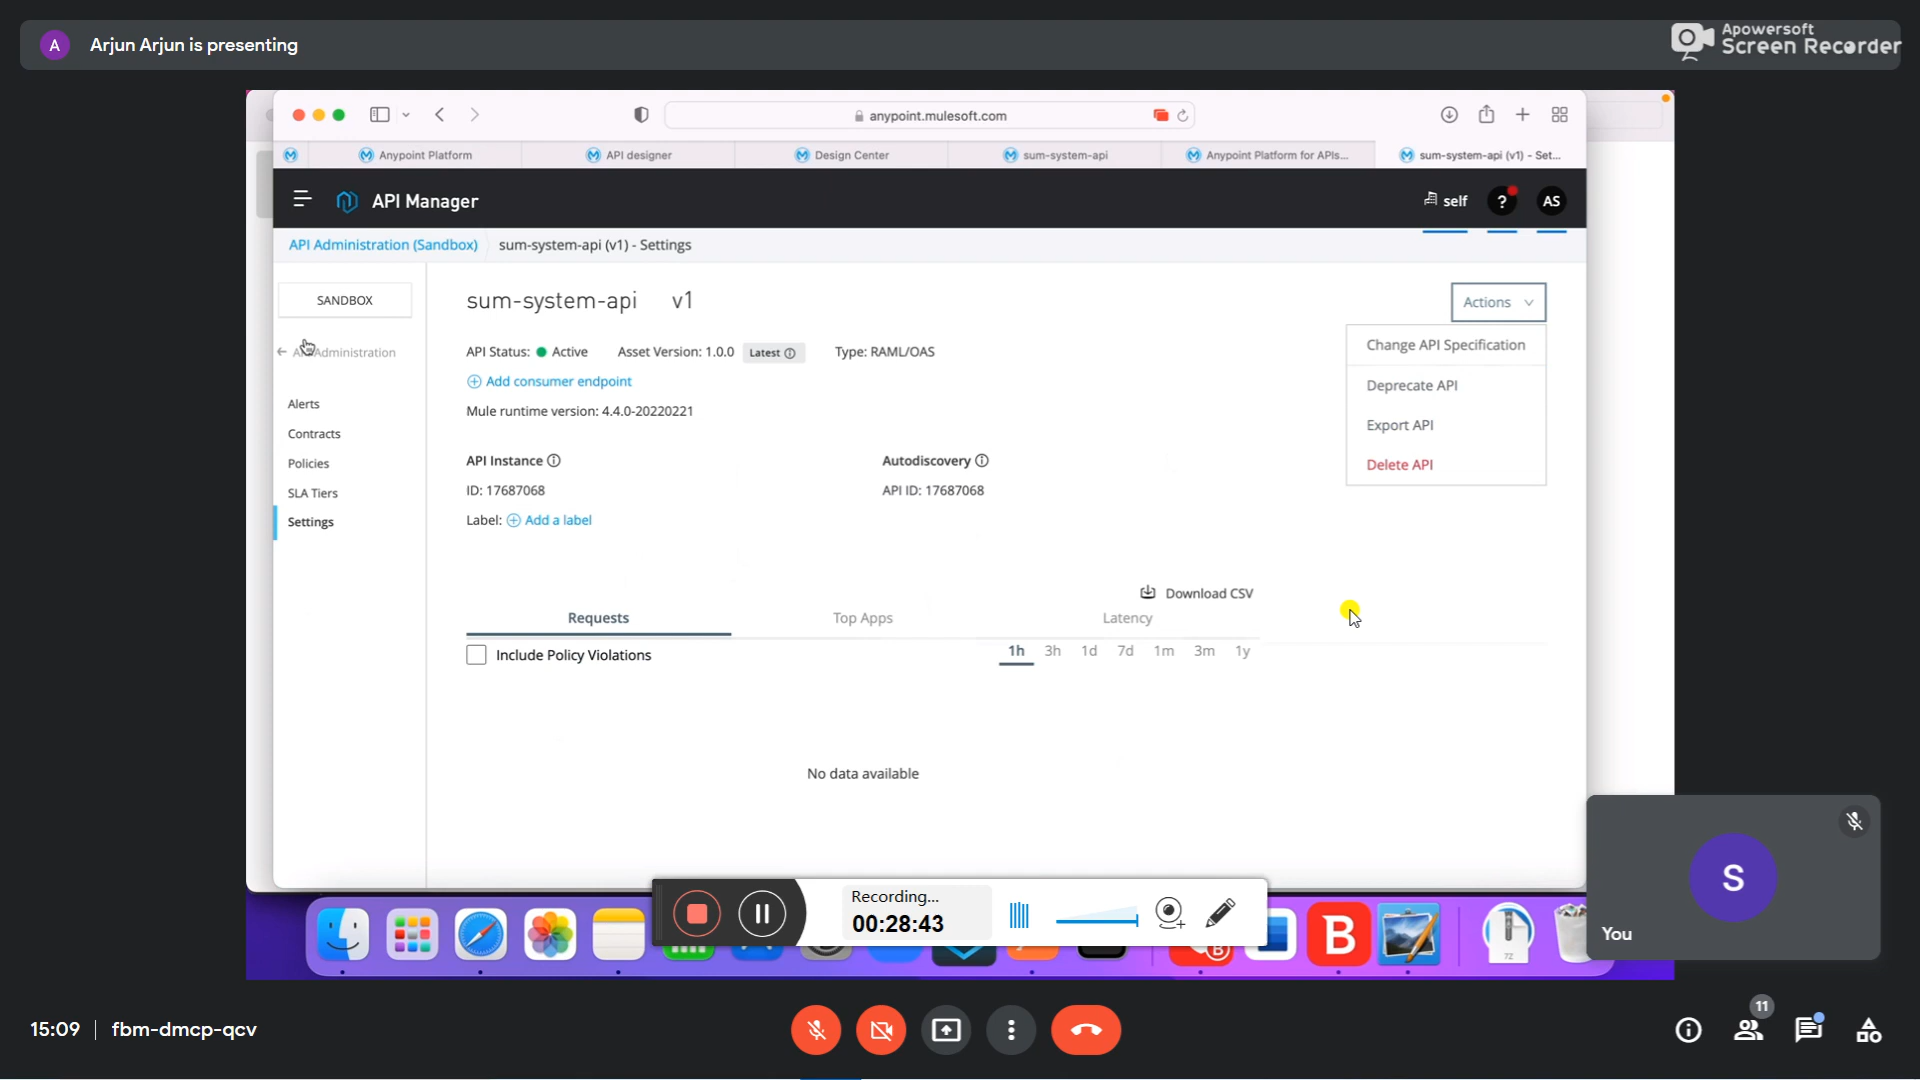 A Arjun Arjun is presenting
Apowersoft
Screen Recorder
anypoint.mulesoft.com
Anypoint Platform
API designer
Design Center
sum-system-api
Anypoint Platform for APIs...
sum-system-api (v1) - Set...
API Manager
self
?
AS
API Administration (Sandbox)
sum-system-api (v1) - Settings
SANDBOX
sum-system-api v1
Actions
Administration
API Status: Active
Asset Version: 1.0.0 Latest
Type: RAML/OAS
Change API Specification
Add consumer endpoint
Deprecate API
Alerts
Mule runtime version: 4.4.0-20220221
Export API
Contracts
Policies
API Instance
Autodiscovery
Delete API
SLA Tiers
ID: 17687068
API ID: 17687068
Settings
Label: Add a label
Download CSV
Requests
Top Apps
Latency
Include Policy Violations
1h 3h 1d 7d 1m 3m 1y
No data available
Recording...
00:28:43
B
B
7Z
S
You
15:09 | fbm-dmcp-qcv
11